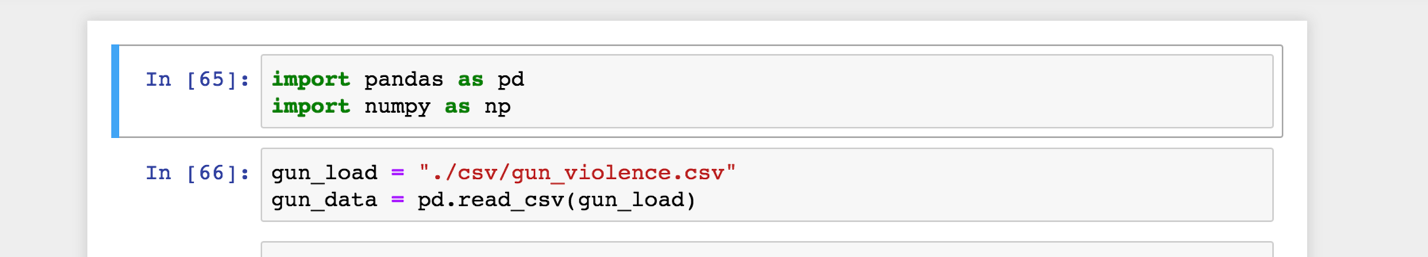 In [65]: import pandas as pd
import numpy as np
In [66]: gun_load = "./csv/gun_violence.csv"
gun_data = pd.read_csv(gun_load)